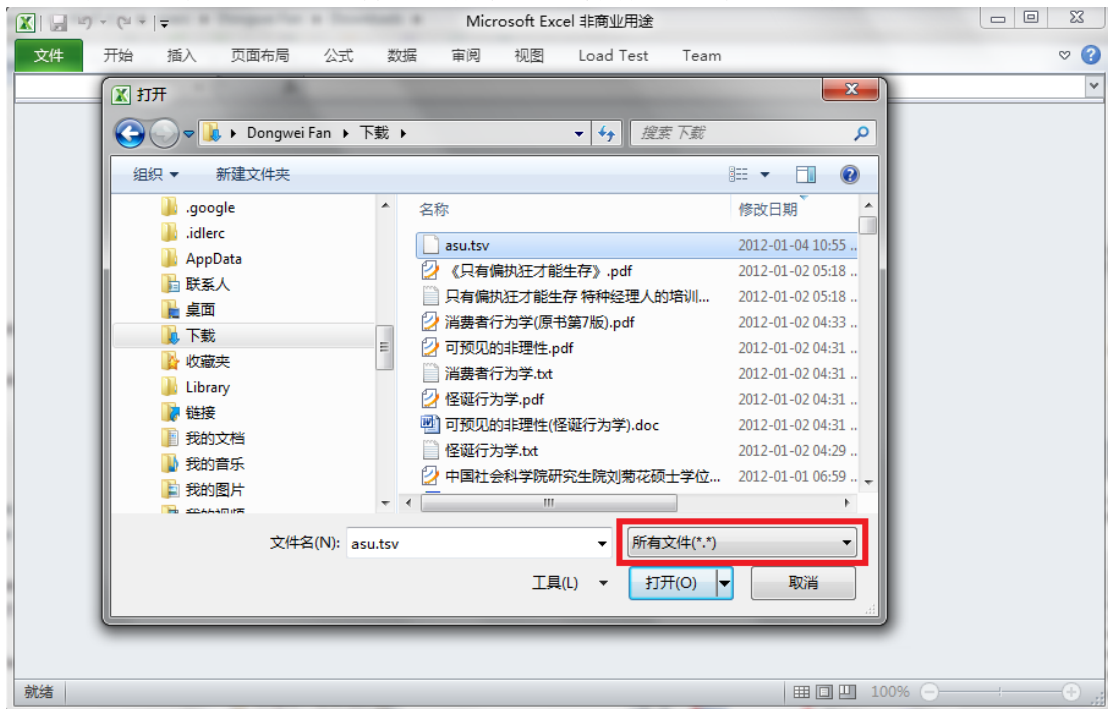 Microsoft Excel 非商业用途
文件 开始 插入 页面布局 公式 数据 审阅 视图 Load Test Team
打开
Dongwei Fan 下载 搜索 下载
组织 新建文件夹
名称 修改日期
.google
.idlerc
AppData
联系人
桌面
下载
收藏夹
Library
链接
我的文档
我的音乐
我的图片
asu.tsv 2012-01-04 10:55 ..
《只有偏执狂才能生存》.pdf 2012-01-02 05:18 ..
只有偏执狂才能生存 特种经理人的培训... 2012-01-02 05:18 ..
消费者行为学(原书第7版).pdf 2012-01-02 04:33 ..
可预见的非理性.pdf 2012-01-02 04:31 ..
消费者行为学.txt 2012-01-02 04:31 ..
怪诞行为学.pdf 2012-01-02 04:31 ..
可预见的非理性(怪诞行为学).doc 2012-01-02 04:31 ..
怪诞行为学.txt 2012-01-02 04:29 ..
中国社会科学院研究生院刘菊花硕士学位... 2012-01-01 06:59 ..
文件名(N): asu.tsv 所有文件(*.*)
工具(L) 打开(O) 取消
就绪 100%